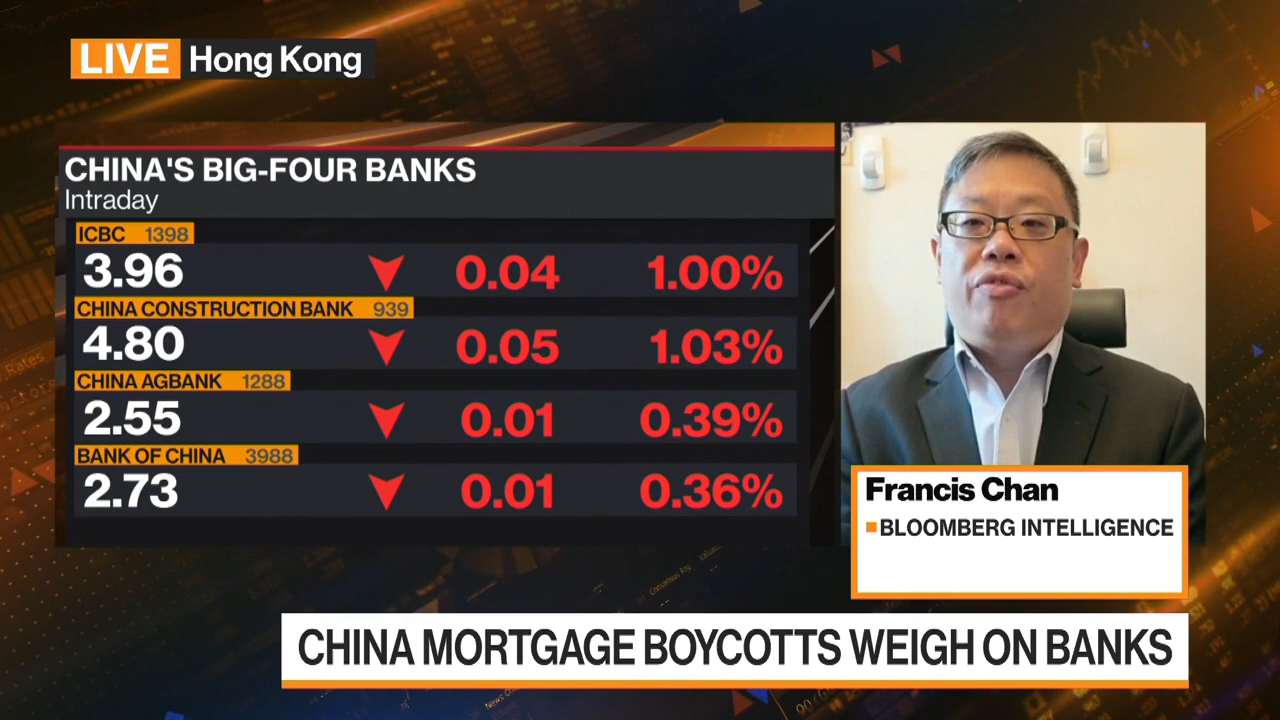 LIVE Hong Kong
CHINA'S BIG-FOUR BANKS
Intraday
ICBC 1398
3.96 0.04 1.00%
CHINA CONSTRUCTION BANK 939
4.80 0.05 1.03%
CHINA AGBANK 1288
2.55 0.01 0.39%
BANK OF CHINA 3988
2.73 0.01 0.36%
Francis Chan
BLOOMBERG INTELLIGENCE
CHINA MORTGAGE BOYCOTTS WEIGH ON BANKS
Rates